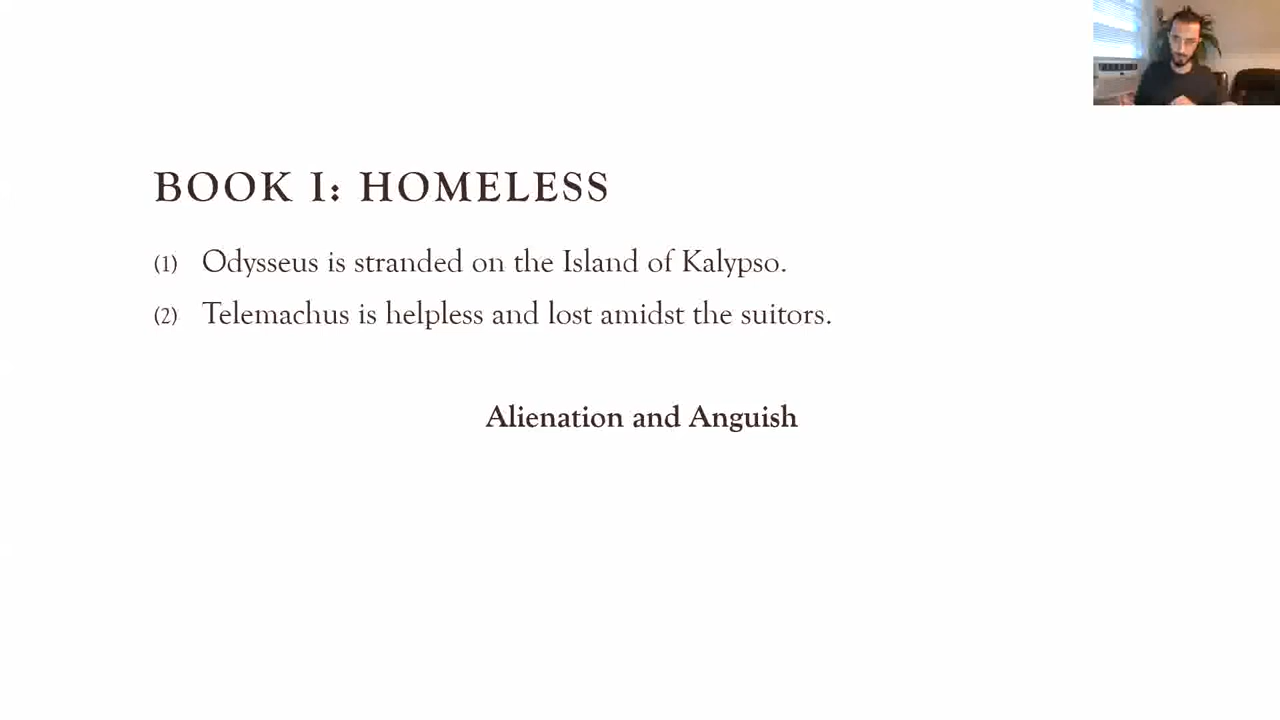 BOOK I: HOMELESS
(1) Odysseus is stranded on the Island of Kalypso.
(2) Telemachus is helpless and lost amidst the suitors.
Alienation and Anguish